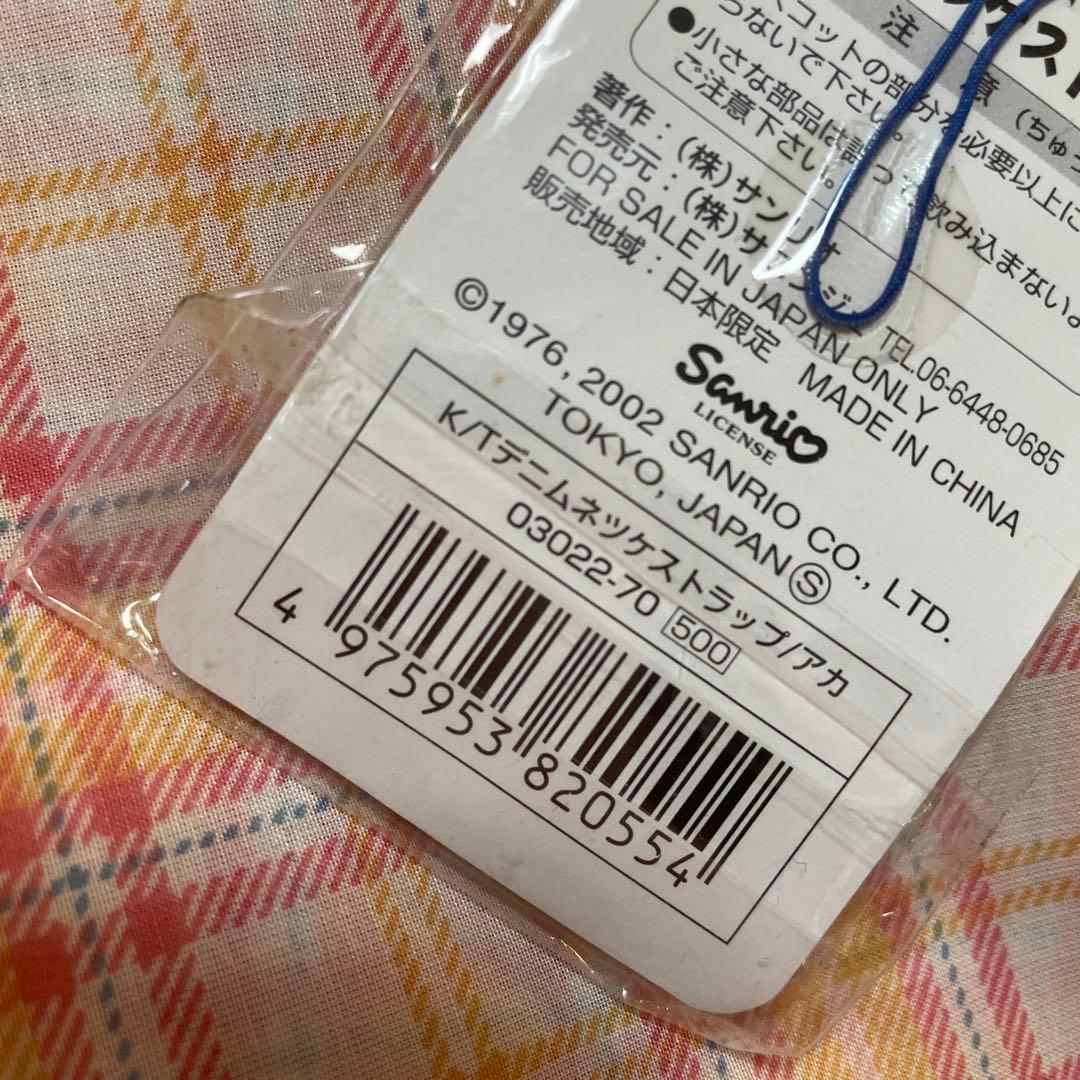 注 意 (ちゅう
コットの部分を必要以上に
らないで下さい。
●小さな部品は誤って飲み込まないよ
ご注意下さい。
著作：(株)サンリオ
発売元：(株)サ TEL.06-6448-0685
FOR SALE IN JAPAN ONLY
販売地域：日本限定 MADE IN CHINA
Sanrio
LICENSE
©1976, 2002 SANRIO CO., LTD.
TOKYO, JAPAN Ⓢ
K/Tデニムネツケストラップ/アカ
03022-70 500
4 975953 820554